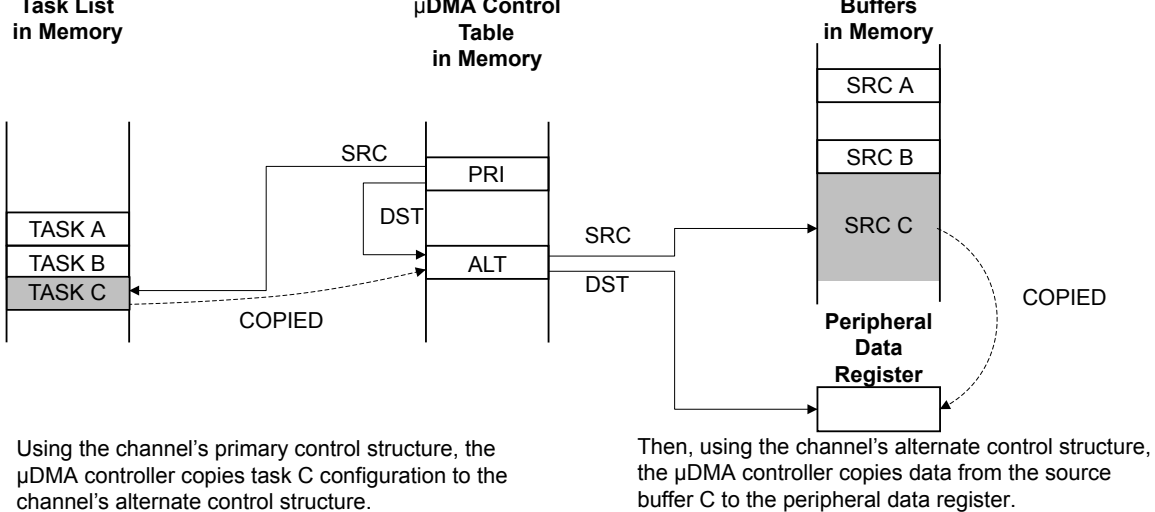 Task List
in Memory
µDMA Control
Table
in Memory
Buffers
in Memory
SRC A
SRC B
SRC C
SRC
PRI
DST
ALT
TASK A
TASK B
TASK C
COPIED
SRC
DST
COPIED
Peripheral
Data
Register
Using the channel's primary control structure, the
µDMA controller copies task C configuration to the
channel's alternate control structure.
Then, using the channel's alternate control structure,
the µDMA controller copies data from the source
buffer C to the peripheral data register.